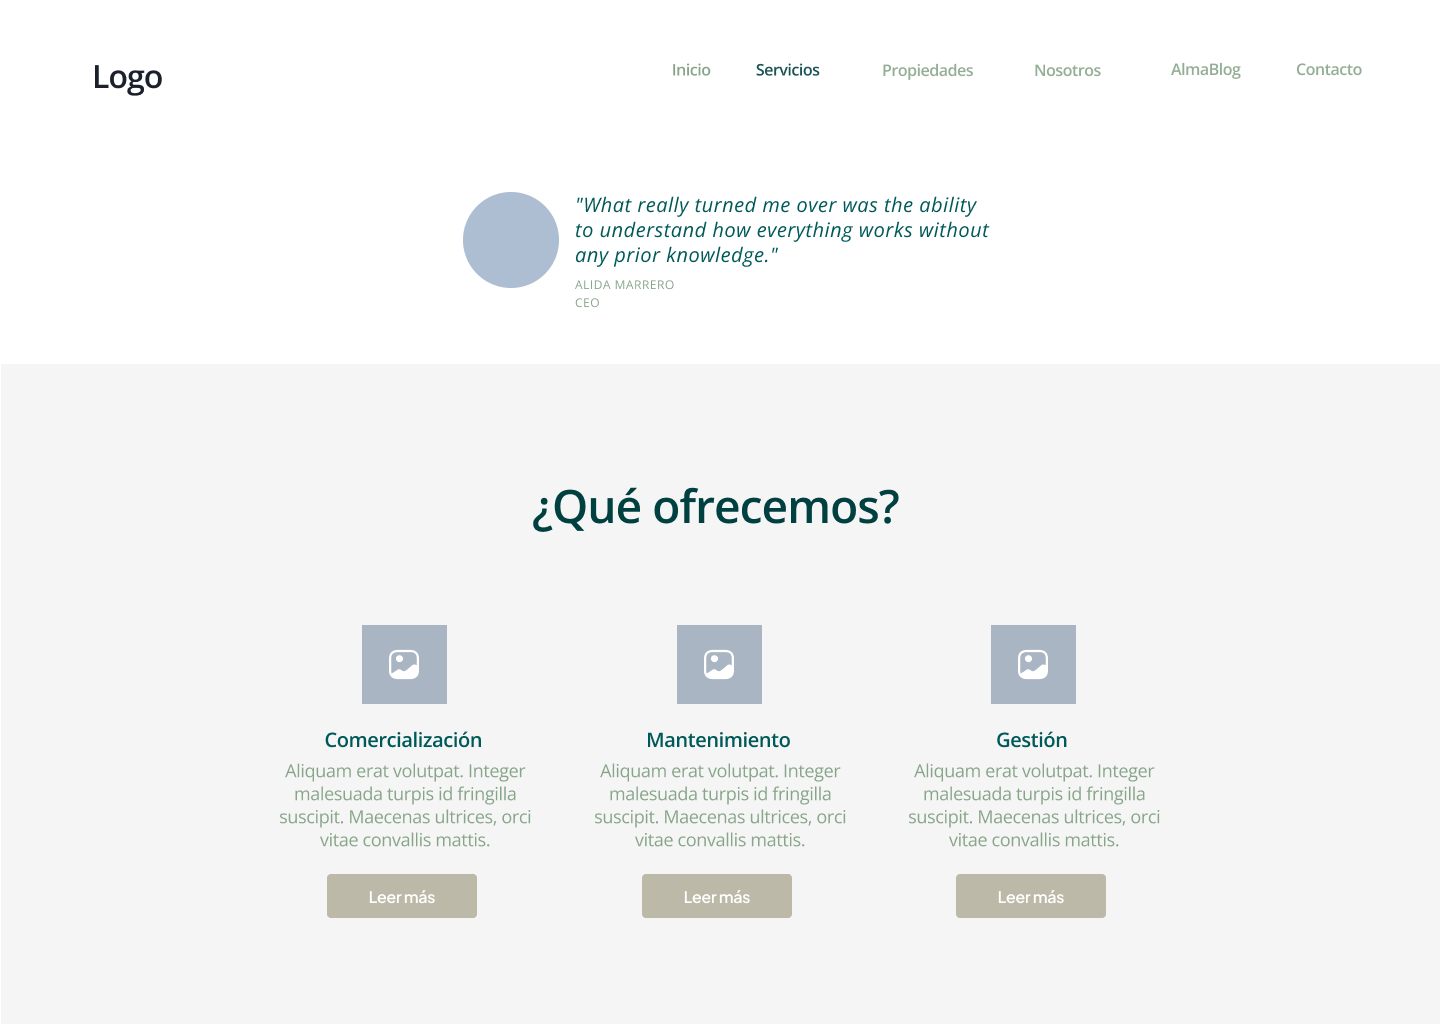 Logo
Inicio Servicios Propiedades Nosotros AlmaBlog Contacto
"What really turned me over was the ability
to understand how everything works without
any prior knowledge."
ALIDA MARRERO
CEO
¿Qué ofrecemos?
Comercialización
Aliquam erat volutpat. Integer
malesuada turpis id fringilla
suscipit. Maecenas ultrices, orci
vitae convallis mattis.
Leer más
Mantenimiento
Aliquam erat volutpat. Integer
malesuada turpis id fringilla
suscipit. Maecenas ultrices, orci
vitae convallis mattis.
Leer más
Gestión
Aliquam erat volutpat. Integer
malesuada turpis id fringilla
suscipit. Maecenas ultrices, orci
vitae convallis mattis.
Leer más